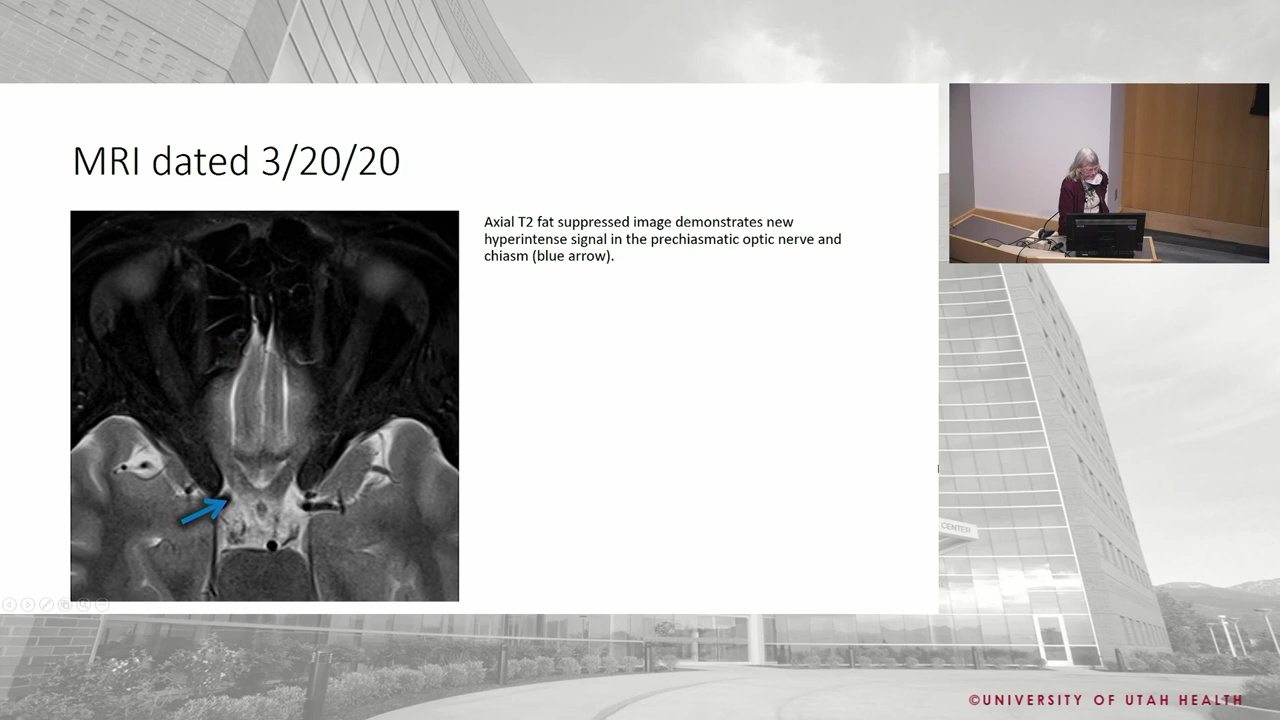 MRI dated 3/20/20
Axial T2 fat suppressed image demonstrates new
hyperintense signal in the prechiasmatic optic nerve and
chiasm (blue arrow).
CENTER
©UNIVERSITY OF UTAH HEALTH